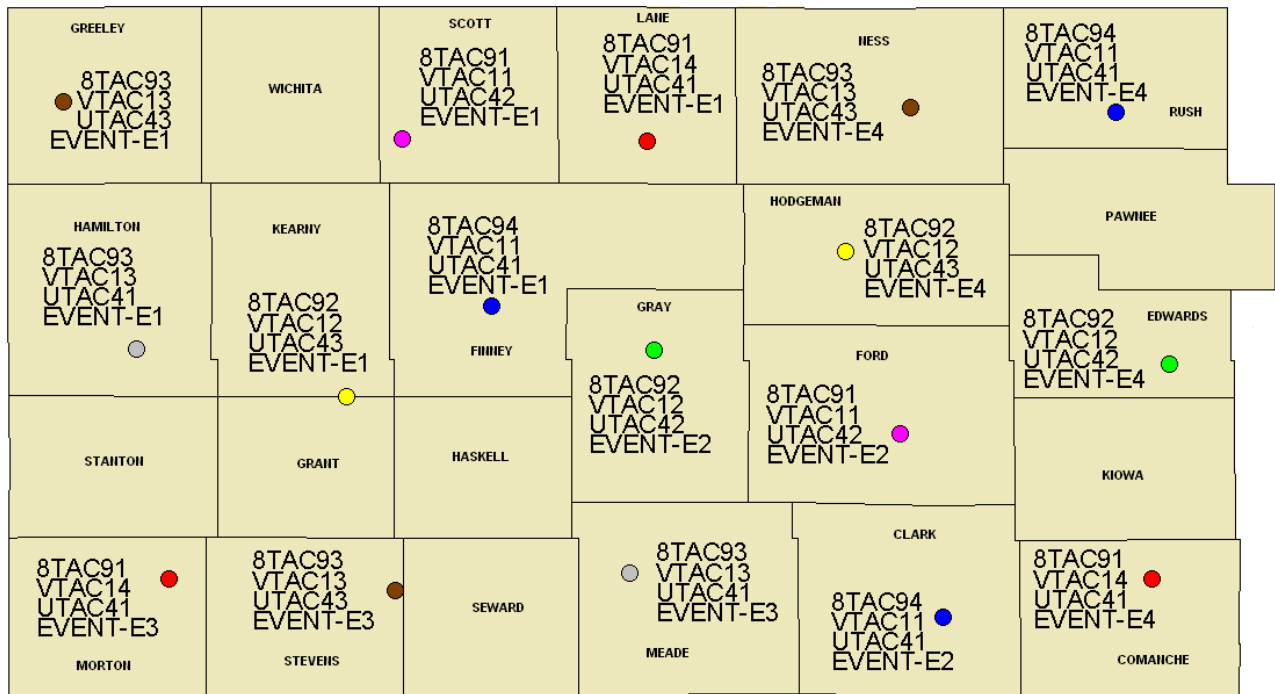 GREELEY
8TAC93
VTAC13
UTAC43
EVENT-E1
WICHITA
SCOTT
8TAC91
VTAC11
UTAC42
EVENT-E1
LANE
8TAC91
VTAC14
UTAC41
EVENT-E1
NESS
8TAC93
VTAC13
UTAC43
EVENT-E4
8TAC94
VTAC11
UTAC41
EVENT-E4
RUSH
HAMILTON
8TAC93
VTAC13
UTAC41
EVENT-E1
KEARNY
8TAC92
VTAC12
UTAC43
EVENT-E1
8TAC94
VTAC11
UTAC41
EVENT-E1
FINNEY
GRAY
8TAC92
VTAC12
UTAC42
EVENT-E2
HODGEMAN
8TAC92
VTAC12
UTAC43
EVENT-E4
PAWNEE
FORD
8TAC91
VTAC11
UTAC42
EVENT-E2
EDWARDS
8TAC92
VTAC12
UTAC42
EVENT-E4
STANTON
GRANT
HASKELL
KIOWA
8TAC91
VTAC14
UTAC41
EVENT-E3
MORTON
8TAC93
VTAC13
UTAC43
EVENT-E3
STEVENS
SEWARD
8TAC93
VTAC13
UTAC41
EVENT-E3
MEADE
CLARK
8TAC94
VTAC11
UTAC41
EVENT-E2
8TAC91
VTAC14
UTAC41
EVENT-E4
COMANCHE